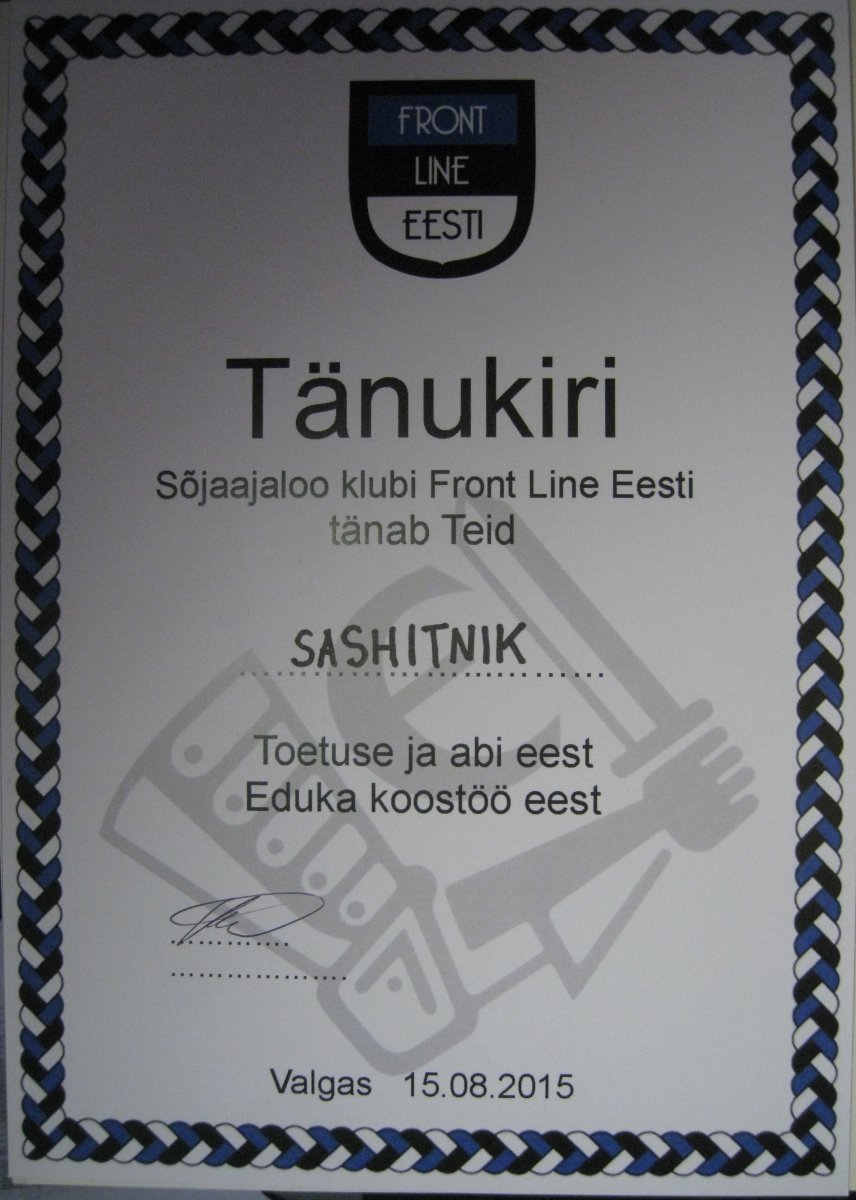 FRONT
LINE
EESTI
Tänukiri
Sõjaajaloo klubi Front Line Eesti
tänab Teid
SASHITNIK
Toetuse ja abi eest
Eduka koostöö eest
Valgas 15.08.2015